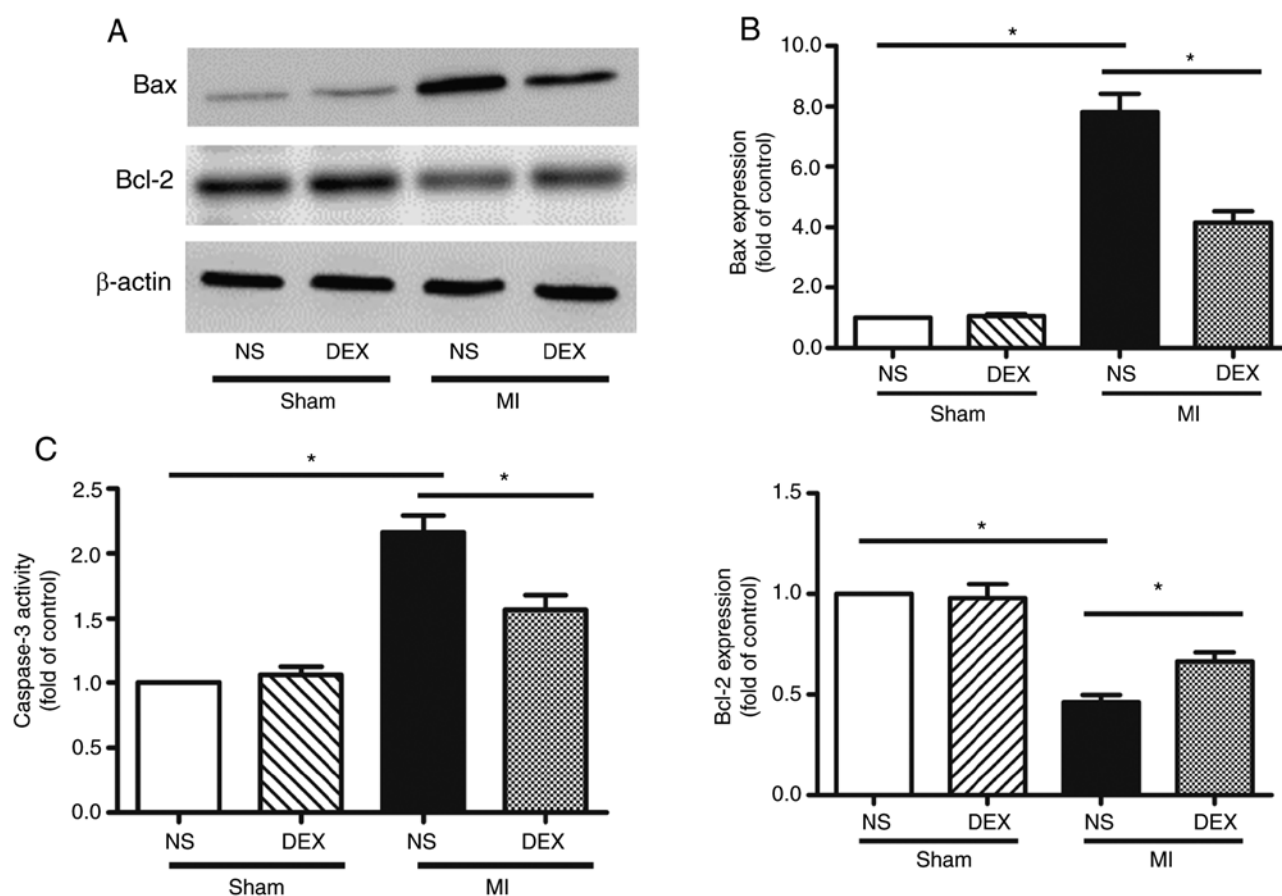 A
Bax
Bcl-2
β-actin
NS DEX NS DEX
Sham MI
B
Bax expression
(fold of control)
10.0
8.0
6.0
4.0
2.0
0.0
* *
NS DEX NS DEX
Sham MI
C
Caspase-3 activity
(fold of control)
2.5
2.0
1.5
1.0
0.5
0.0
* *
NS DEX NS DEX
Sham MI
Bcl-2 expression
(fold of control)
1.5
1.0
0.5
0.0
* *
NS DEX NS DEX
Sham MI